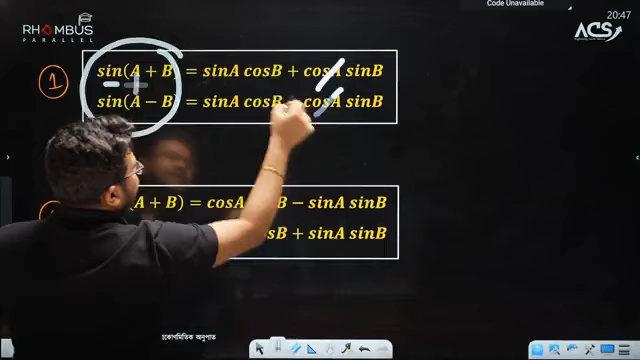 Code Unavailable
20:47
RHOMBUS
PARALLEL
ACS
1
sin(A + B) = sinA cosB + cosA sinB
sin(A − B) = sinA cosB − cosA sinB
(A + B) = cosA B − sinA sinB
sB + sinA sinB
ত্রিকোণমিতিক অনুপাত